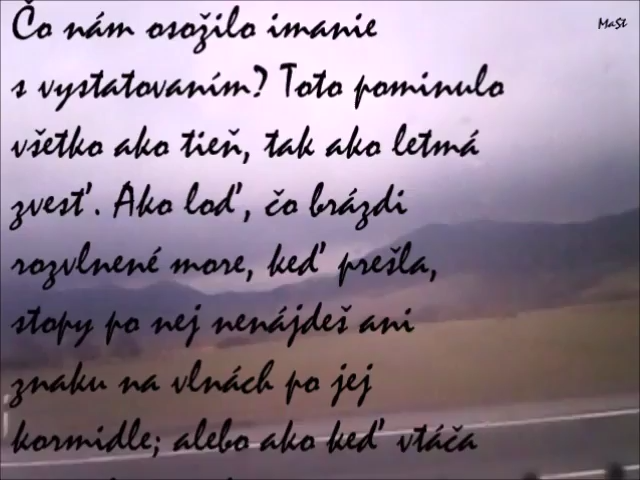 Čo nám osožilo imanie
s vystatovaním? Toto pominulo
všetko ako tieň, tak ako letmá
zvesť. Ako loď, čo brázdi
rozvlnené more, keď prešla,
stopy po nej nenájdeš ani
znaku na vlnách po jej
kormidle; alebo ako keď vtáča
MaSt